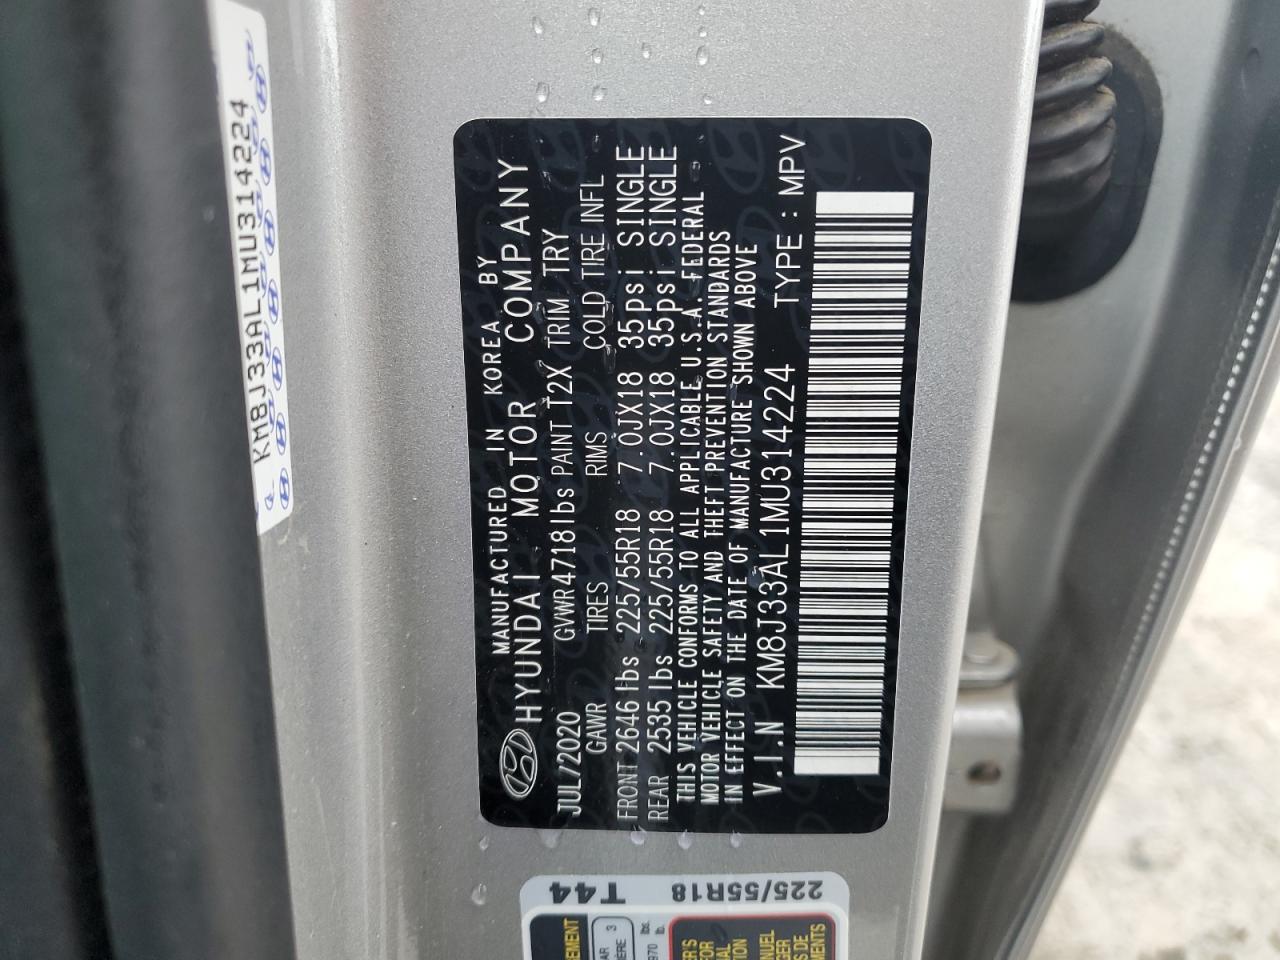 KM8J33AL1MU314224
MANUFACTURED IN KOREA BY
HYUNDAI MOTOR COMPANY
JUL/2020 GVWR4718lbs PAINT T2X TRIM TRY
GAWR TIRES RIMS COLD TIRE INFL
FRONT 2646lbs 225/55R18 7.0JX18 35psi SINGLE
REAR 2535lbs 225/55R18 7.0JX18 35psi SINGLE
THIS VEHICLE CONFORMS TO ALL APPLICABLE U.S.A. FEDERAL
MOTOR VEHICLE SAFETY AND THEFT PREVENTION STANDARDS
IN EFFECT ON THE DATE OF MANUFACTURE SHOWN ABOVE
V.I.N KM8J33AL1MU314224 TYPE: MPV
T44
225/55R18